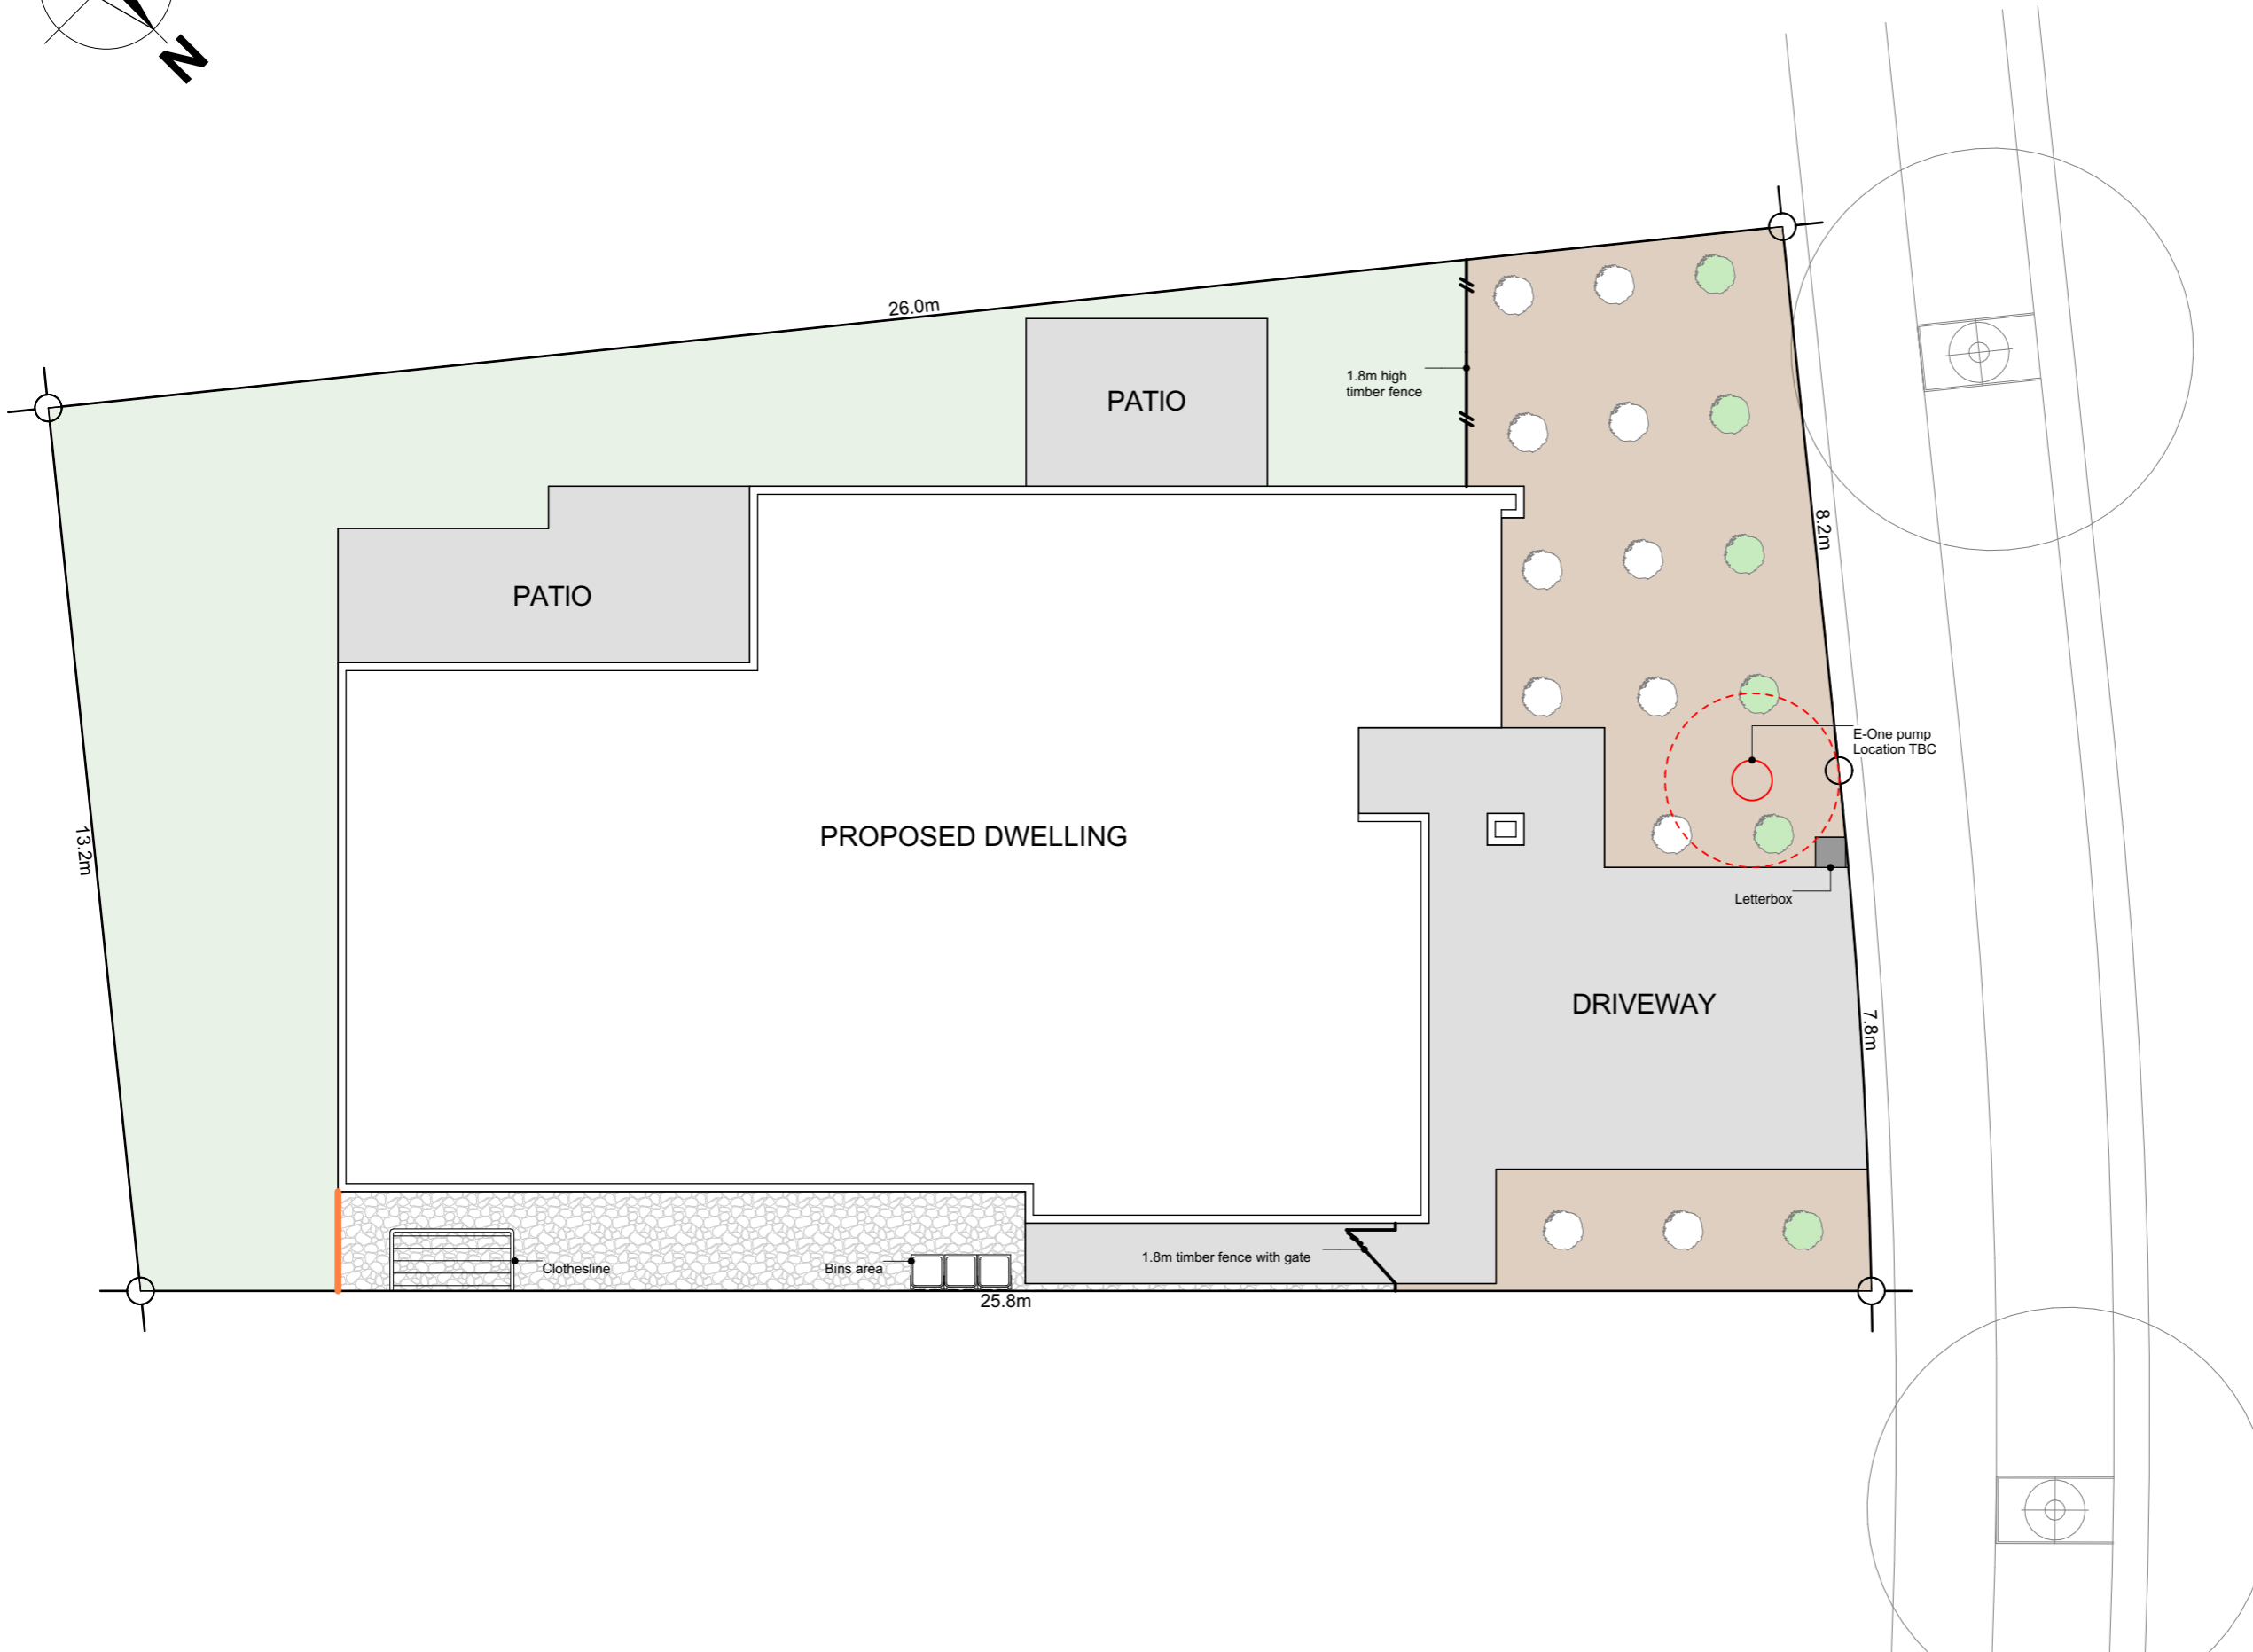 N
26.0m
PATIO
1.8m high
timber fence
8.2m
PATIO
E-One pump
Location TBC
PROPOSED DWELLING
13.2m
Letterbox
DRIVEWAY
7.8m
1.8m timber fence with gate
Clothesline
Bins area
25.8m